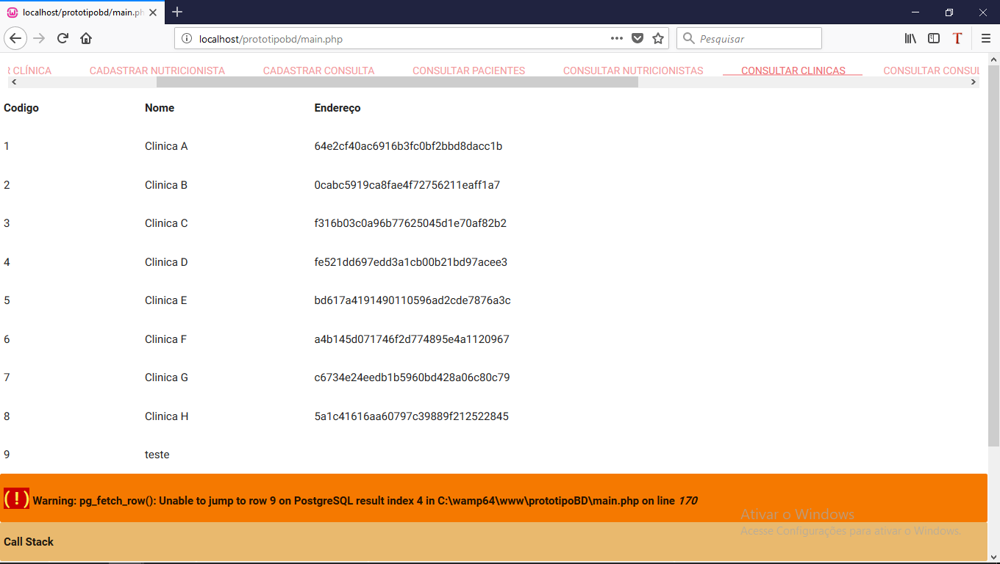 localhost/prototipobd/main.ph
localhost/prototipobd/main.php
Pesquisar
R CLÍNICA CADASTRAR NUTRICIONISTA CADASTRAR CONSULTA CONSULTAR PACIENTES CONSULTAR NUTRICIONISTAS CONSULTAR CLINICAS CONSULTAR CONSUL
Codigo Nome Endereço
1 Clinica A 64e2cf40ac6916b3fc0bf2bbd8dacc1b
2 Clinica B 0cabc5919ca8fae4f72756211eaff1a7
3 Clinica C f316b03c0a96b77625045d1e70af82b2
4 Clinica D fe521dd697edd3a1cb00b21bd97acee3
5 Clinica E bd617a4191490110596ad2cde7876a3c
6 Clinica F a4b145d071746f2d774895e4a1120967
7 Clinica G c6734e24eedb1b5960bd428a06c80c79
8 Clinica H 5a1c41616aa60797c39889f212522845
9 teste
(!) Warning: pg_fetch_row(): Unable to jump to row 9 on PostgreSQL result index 4 in C:\wamp64\www\prototipoBD\main.php on line 170
Ativar o Windows
Acesse Configurações para ativar o Windows.
Call Stack